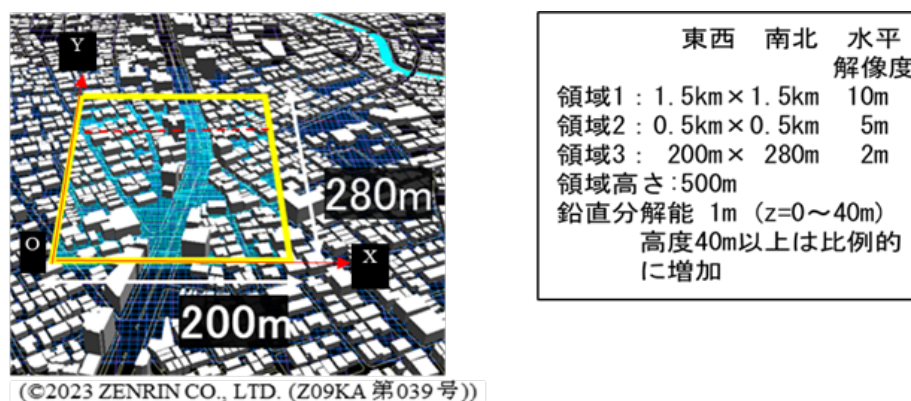 Y
280m
O
X
200m
(©2023 ZENRIN CO., LTD. (Z09KA 第039号))
東西 南北 水平
解像度
領域1：1.5km×1.5km 10m
領域2：0.5km×0.5km 5m
領域3： 200m× 280m 2m
領域高さ:500m
鉛直分解能 1m (z=0～40m)
高度40m以上は比例的
に増加